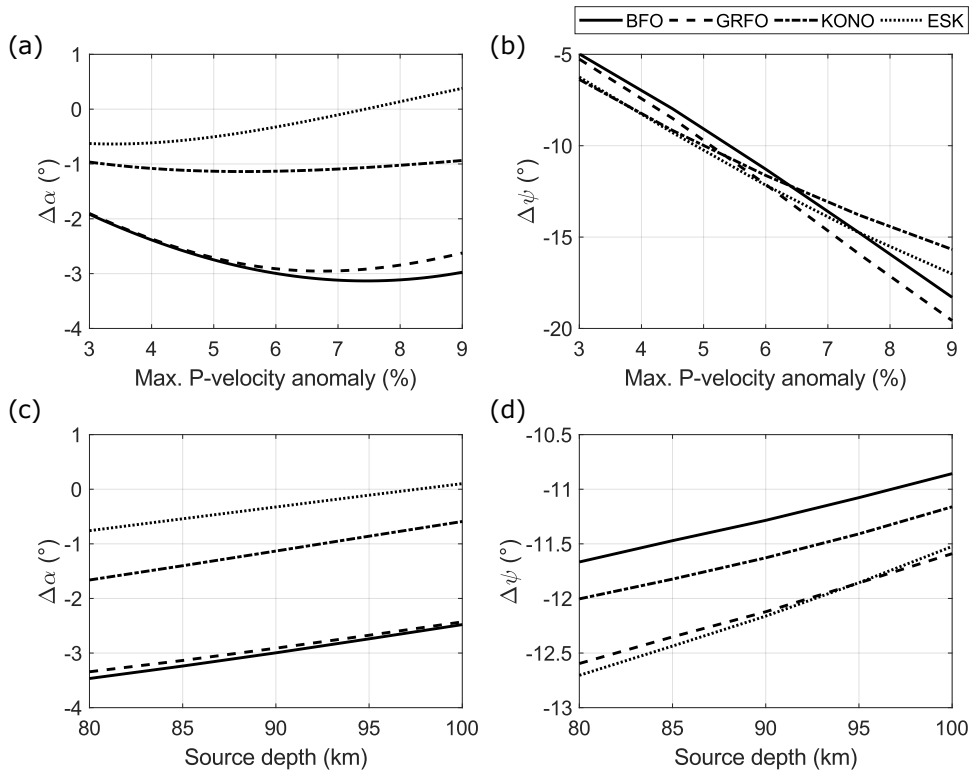 BFO GRFO KONO ESK
(a) (b)
1
0
-1
-2
-3
-4
Δα (°)
3 4 5 6 7 8 9
Max. P-velocity anomaly (%)
-5
-10
-15
-20
Δψ (°)
3 4 5 6 7 8 9
Max. P-velocity anomaly (%)
(c) (d)
1
0
-1
-2
-3
-4
Δα (°)
80 85 90 95 100
Source depth (km)
-10.5
-11
-11.5
-12
-12.5
-13
Δψ (°)
80 85 90 95 100
Source depth (km)